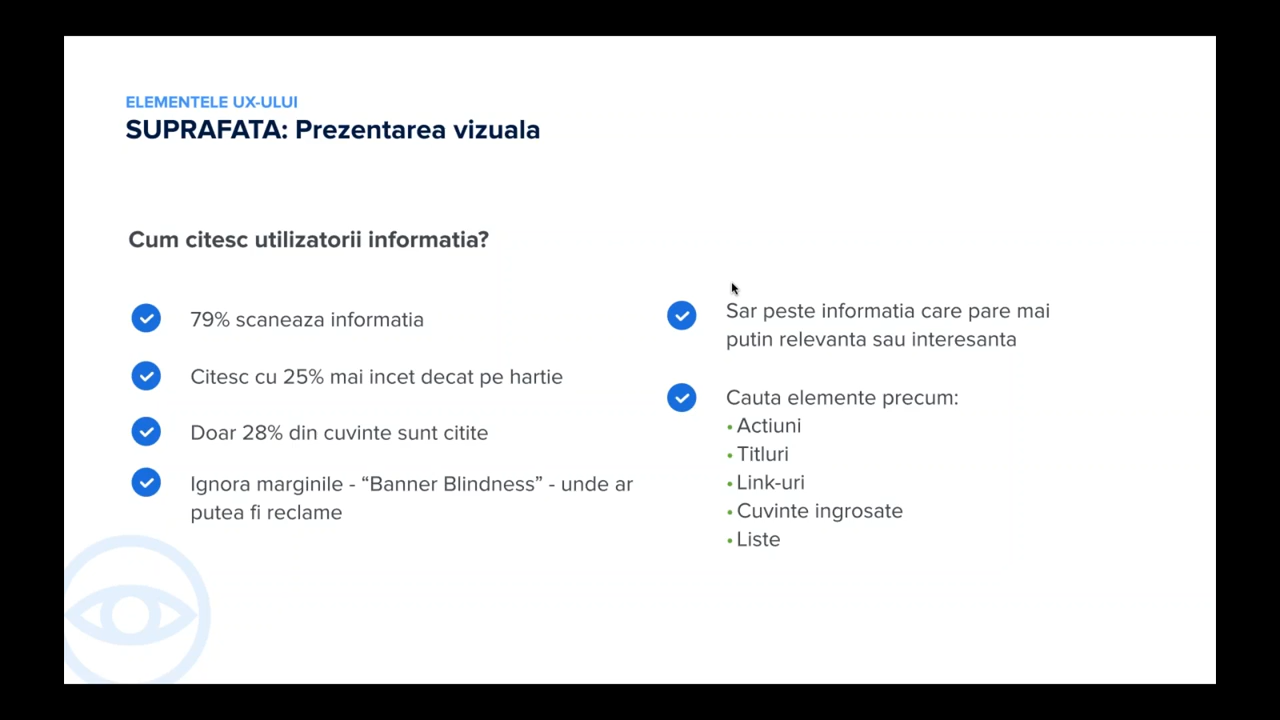 ELEMENTELE UX-ULUI
SUPRAFATA: Prezentarea vizuala
Cum citesc utilizatorii informatia?
79% scaneaza informatia
Citesc cu 25% mai incet decat pe hartie
Doar 28% din cuvinte sunt citite
Ignora marginile - “Banner Blindness” - unde ar
putea fi reclame
Sar peste informatia care pare mai
putin relevanta sau interesanta
Cauta elemente precum:
• Actiuni
• Titluri
• Link-uri
• Cuvinte ingrosate
• Liste